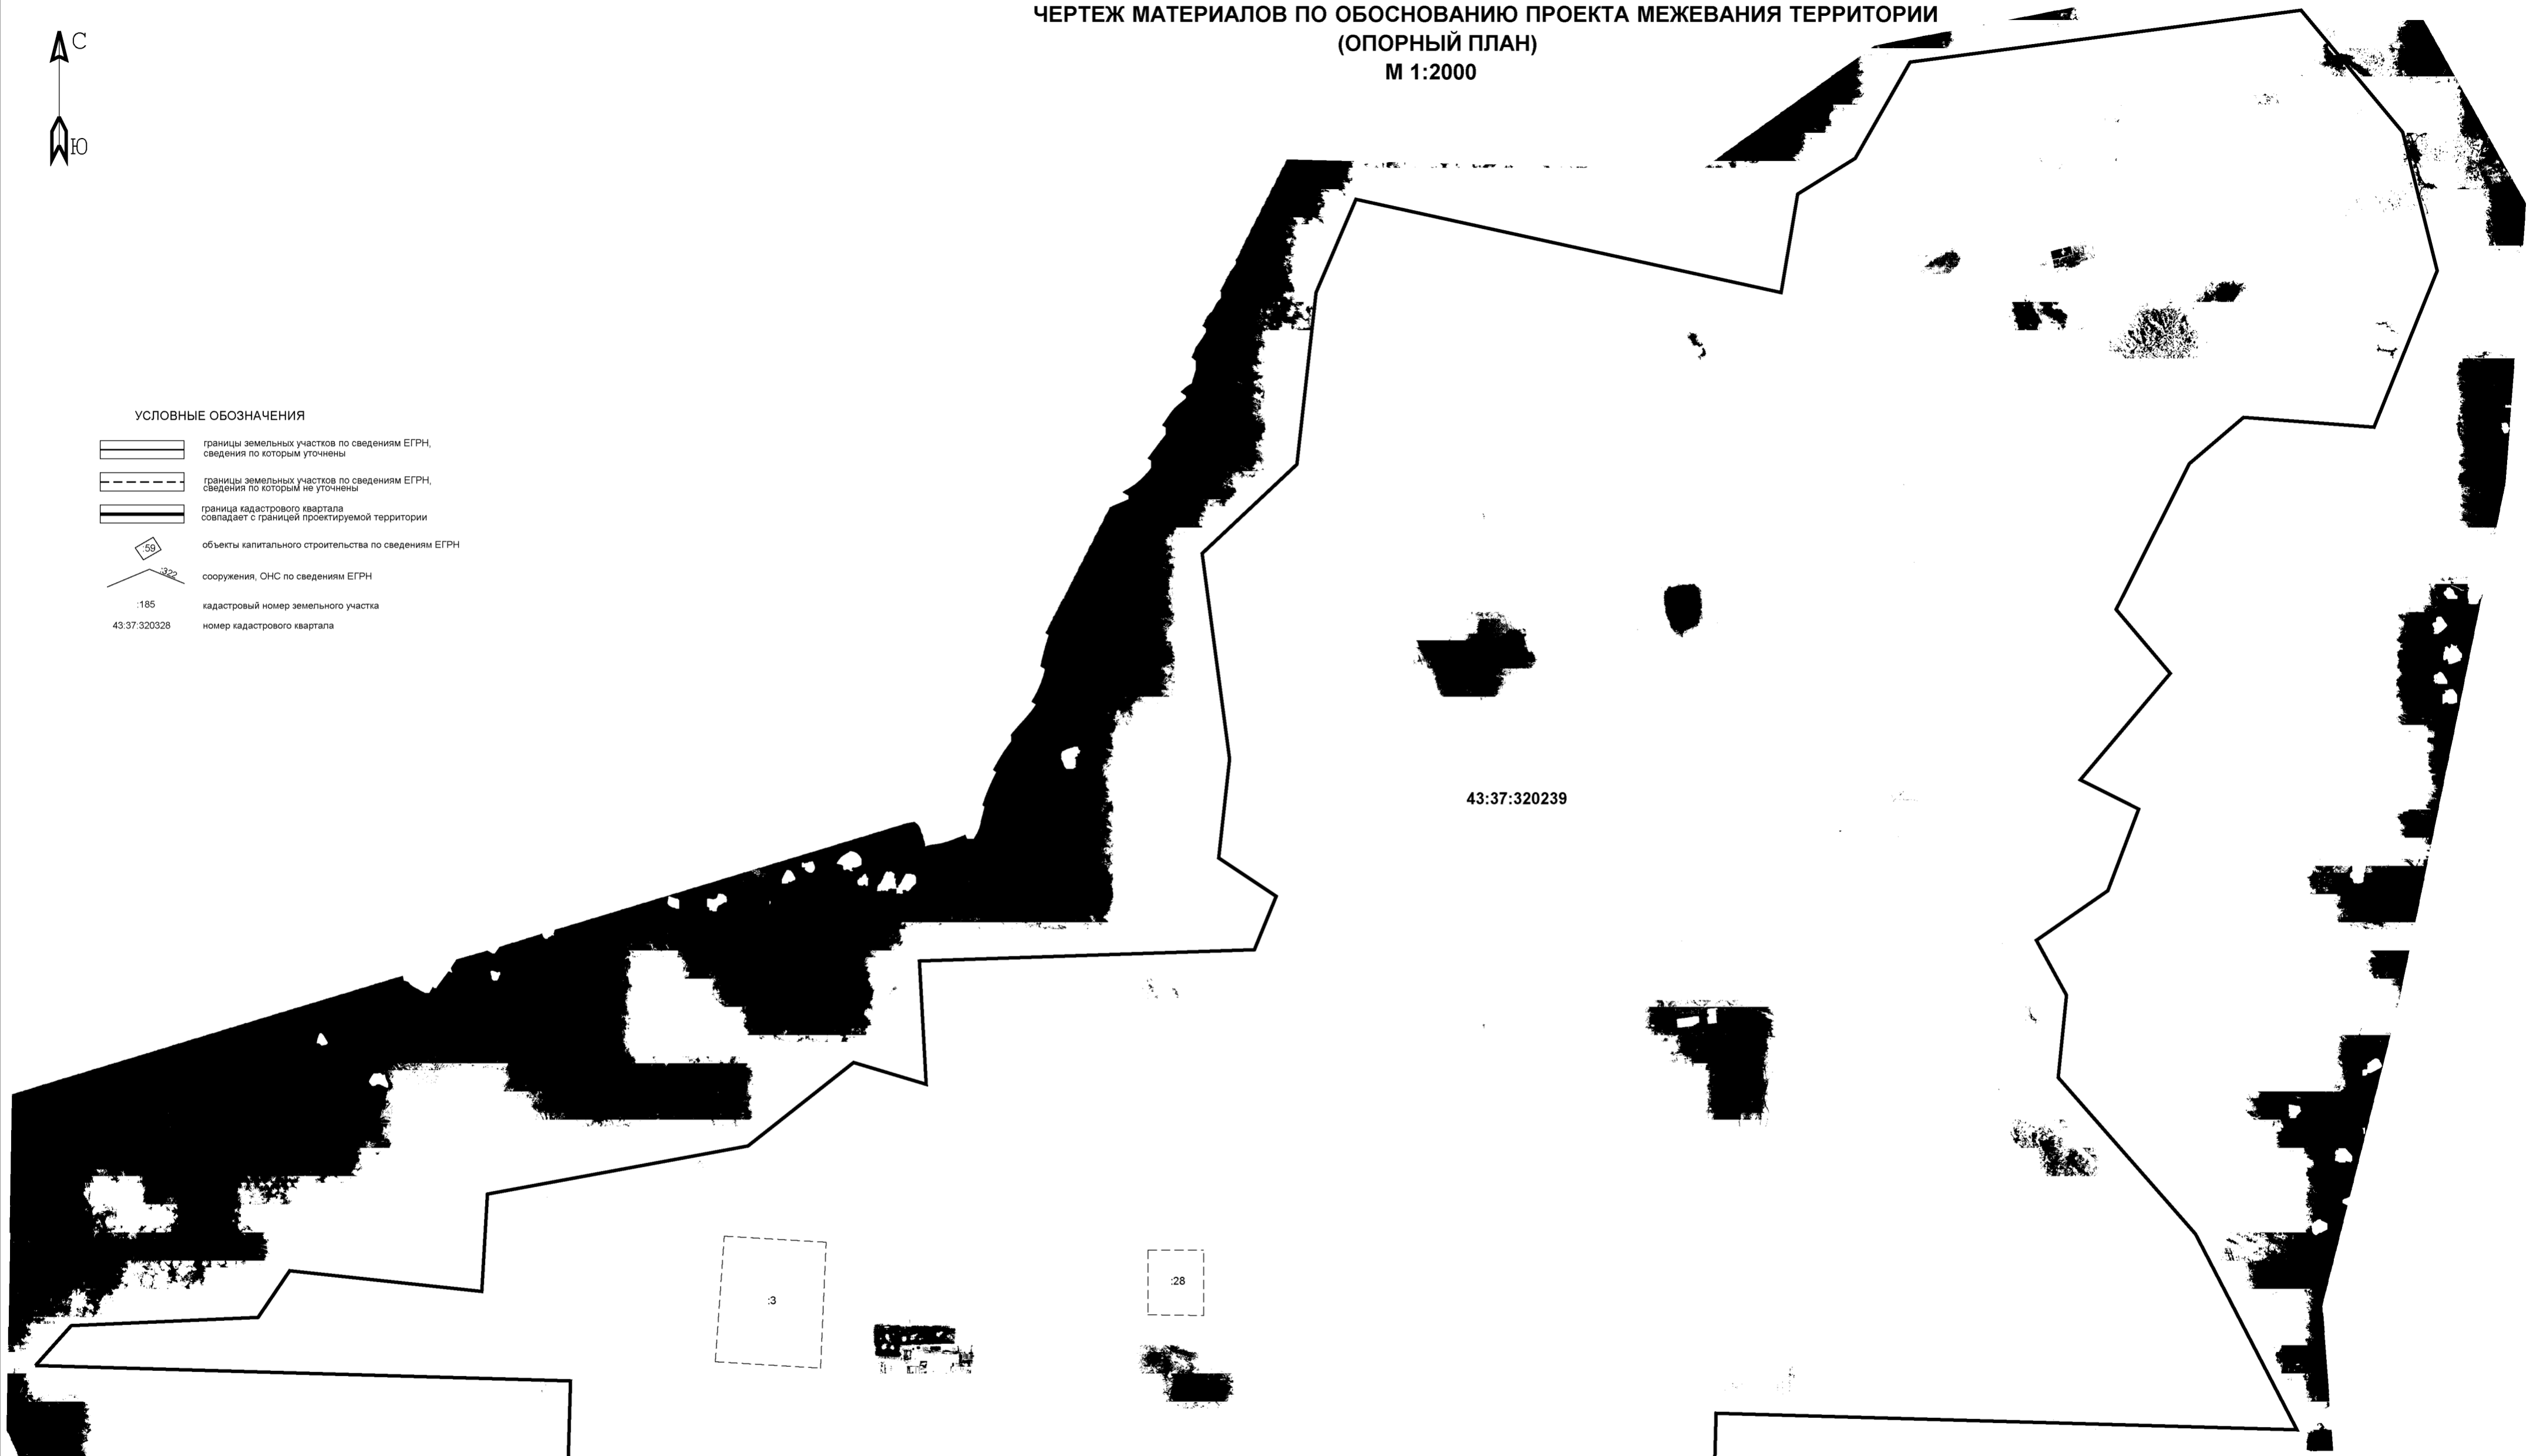 ЧЕРТЕЖ МАТЕРИАЛОВ ПО ОБОСНОВАНИЮ ПРОЕКТА МЕЖЕВАНИЯ ТЕРРИТОРИИ
(ОПОРНЫЙ ПЛАН)
М 1:2000
С
Ю
УСЛОВНЫЕ ОБОЗНАЧЕНИЯ
границы земельных участков по сведениям ЕГРН,
сведения по которым уточнены
границы земельных участков по сведениям ЕГРН,
сведения по которым не уточнены
граница кадастрового квартала
совпадает с границей проектируемой территории
:59
объекты капитального строительства по сведениям ЕГРН
:322
сооружения, ОНС по сведениям ЕГРН
:185
кадастровый номер земельного участка
43:37:320328
номер кадастрового квартала
43:37:320239
:28
:3